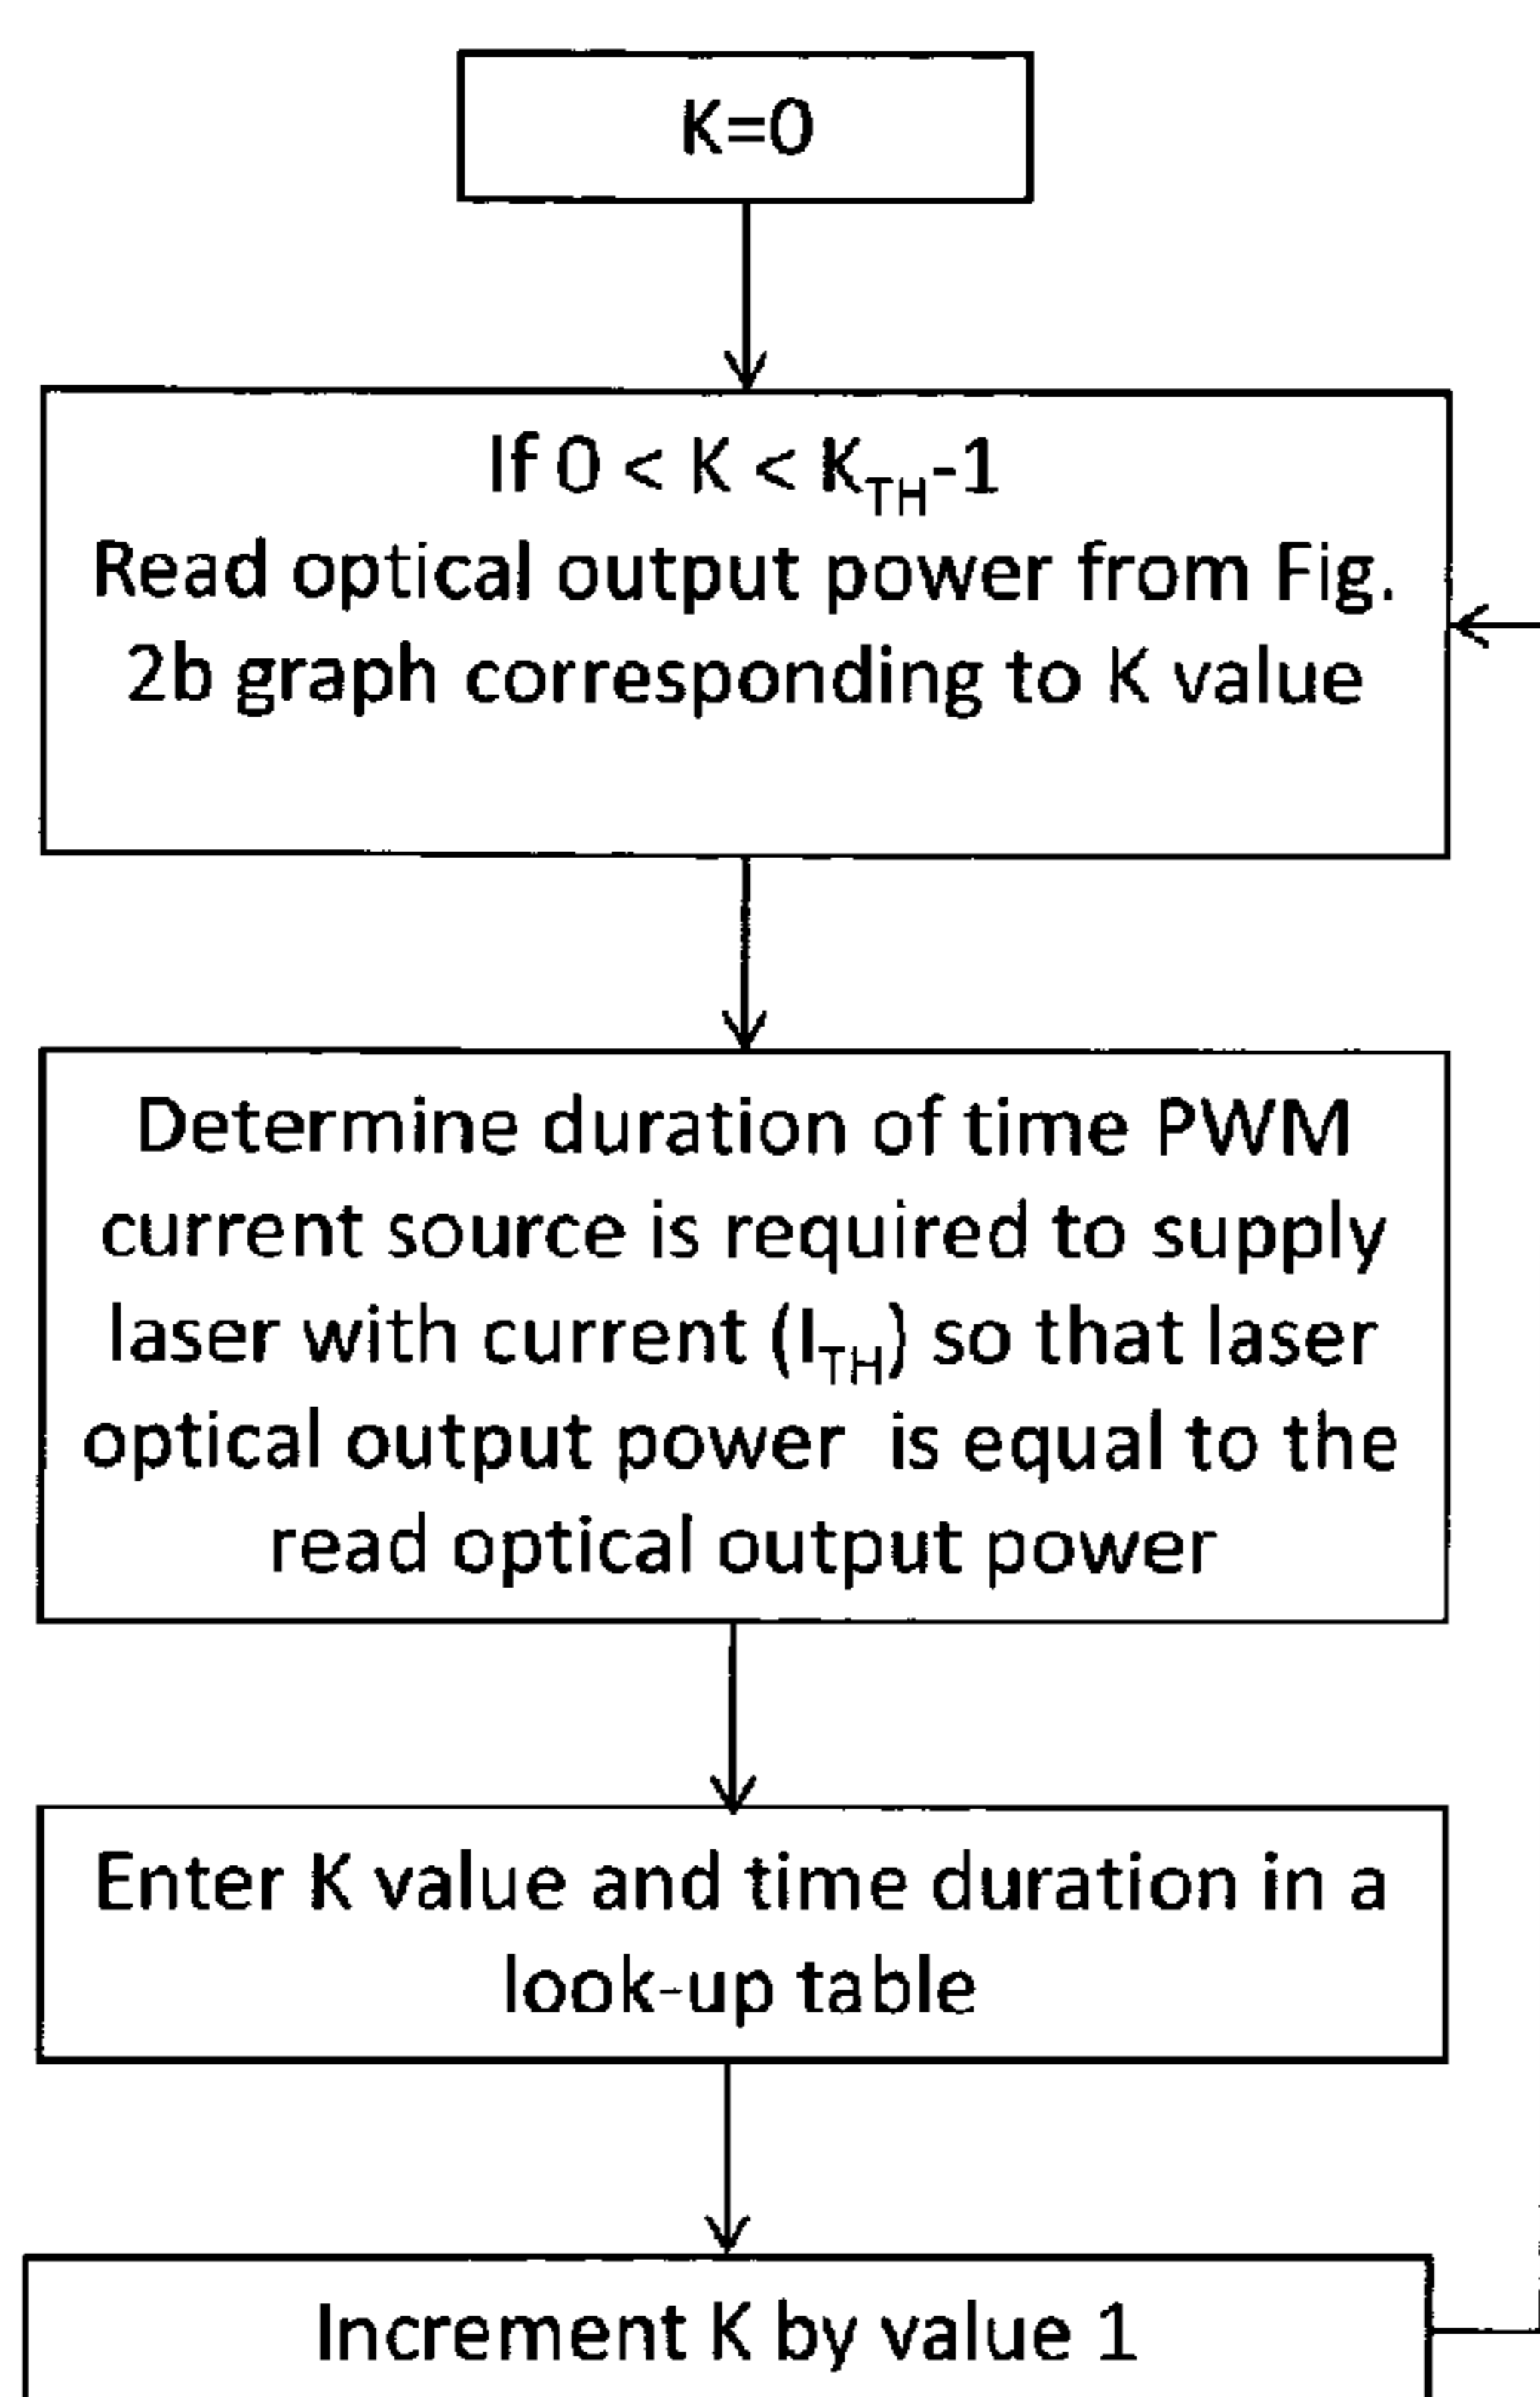 K=0
If 0 < K < K_TH-1
Read optical output power from Fig.
2b graph corresponding to K value
Determine duration of time PWM
current source is required to supply
laser with current (I_TH) so that laser
optical output power is equal to the
read optical output power
Enter K value and time duration in a
look-up table
Increment K by value 1